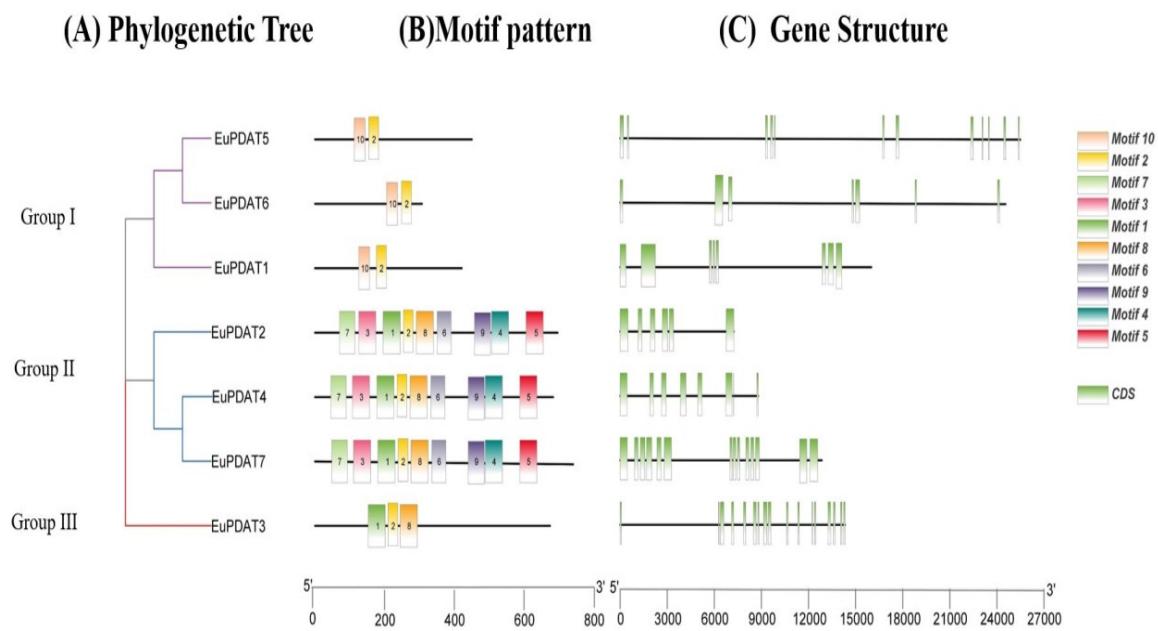 (A) Phylogenetic Tree (B)Motif pattern (C) Gene Structure
EuPDAT5 10 2
EuPDAT6 10 2
Group I
EuPDAT1 10 2
EuPDAT2 7 3 1 2 8 6 9 4 5
Group II
EuPDAT4 7 3 1 2 8 6 9 4 5
EuPDAT7 7 3 1 2 8 6 9 4 5
Group III
EuPDAT3 1 2 8
Motif 10
Motif 2
Motif 7
Motif 3
Motif 1
Motif 8
Motif 6
Motif 9
Motif 4
Motif 5
CDS
5' 3' 5' 3'
0 200 400 600 800 0 3000 6000 9000 12000 15000 18000 21000 24000 27000